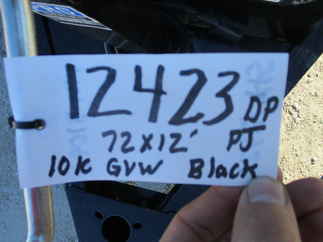 12423 DP
72x12' PJ
10K GVW Black